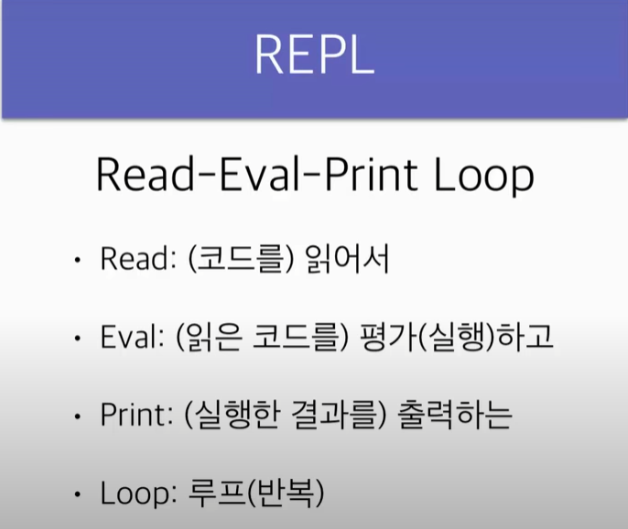 REPL
Read-Eval-Print Loop
• Read: (코드를) 읽어서
• Eval: (읽은 코드를) 평가(실행)하고
• Print: (실행한 결과를) 출력하는
• Loop: 루프(반복)